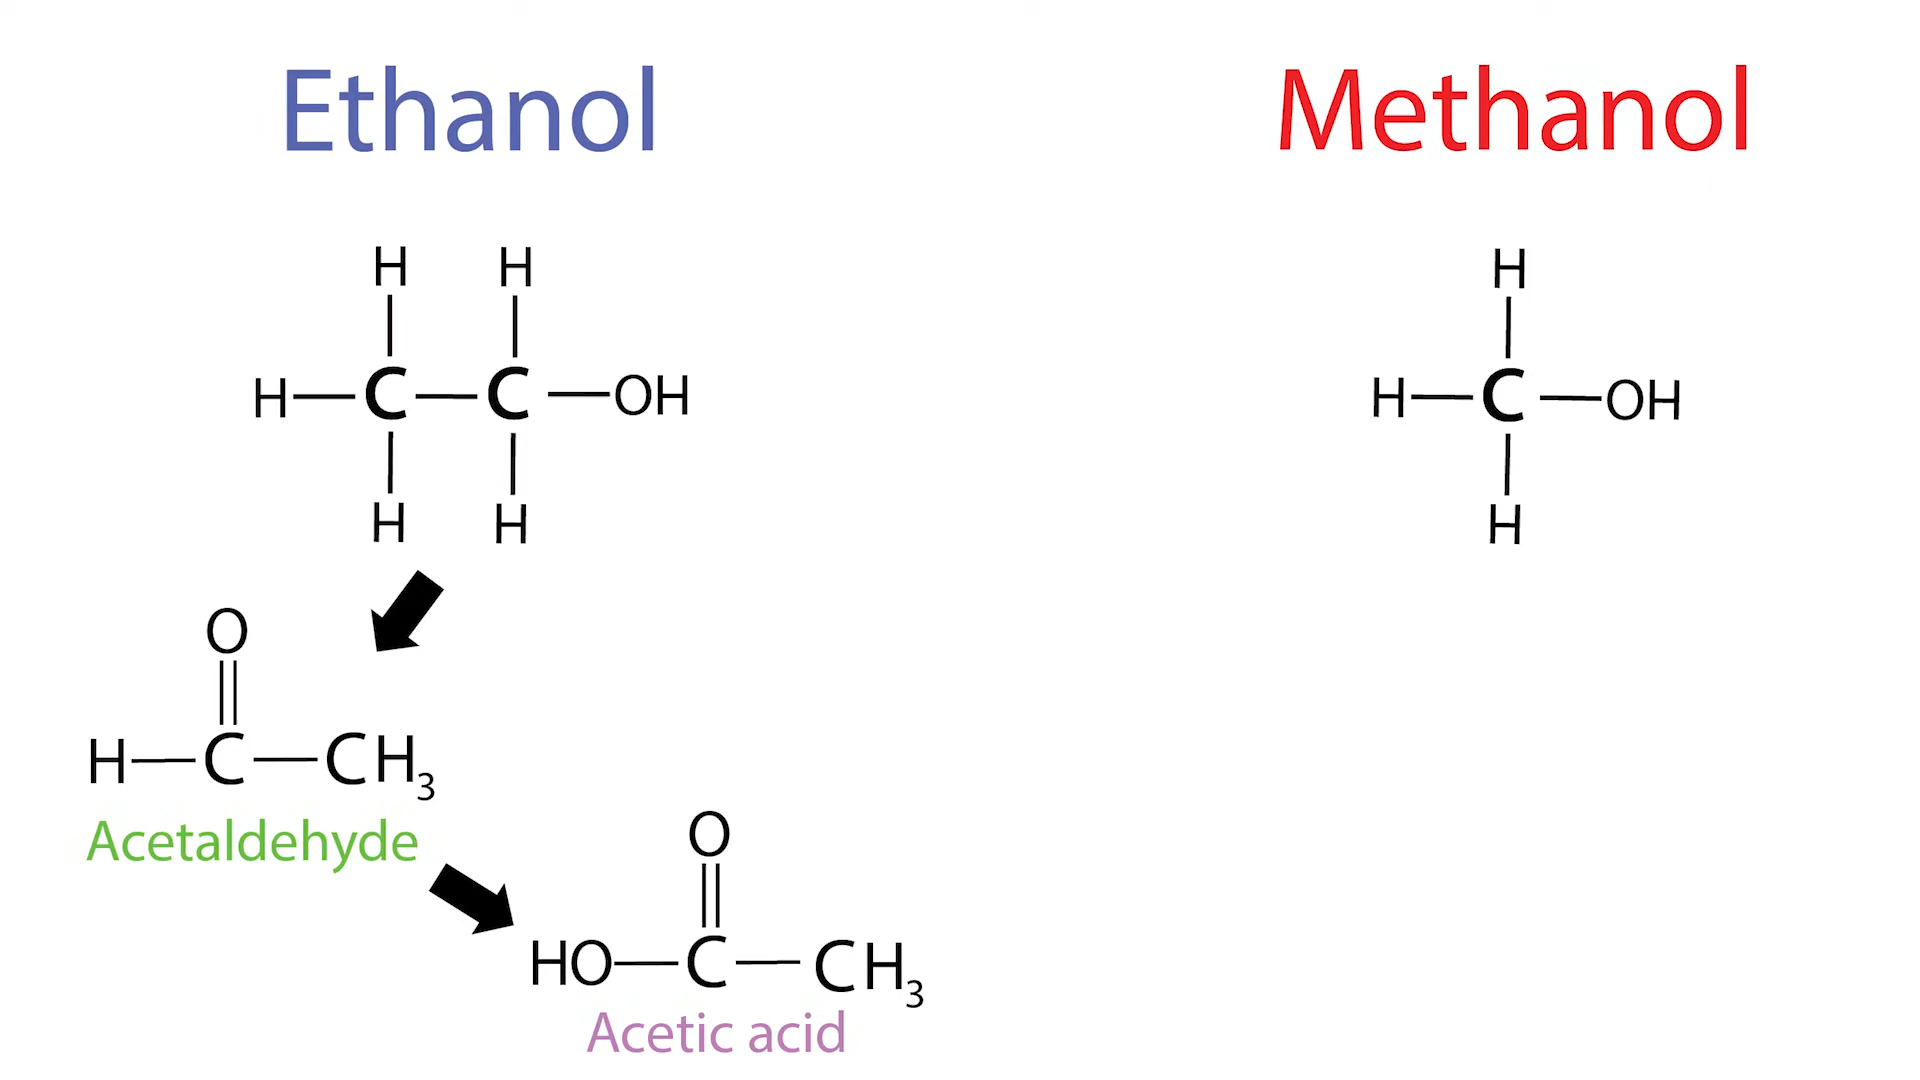 Ethanol
Methanol
H H
H C C OH
H H
H
H C OH
H
O
H C CH3
Acetaldehyde
O
HO C CH3
Acetic acid